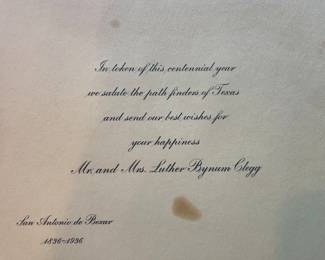 In token of this centennial year
we salute the path finders of Texas
and send our best wishes for
your happiness
Mr. and Mrs. Luther Bynum Clegg
San Antonio de Bexar
1836-1936